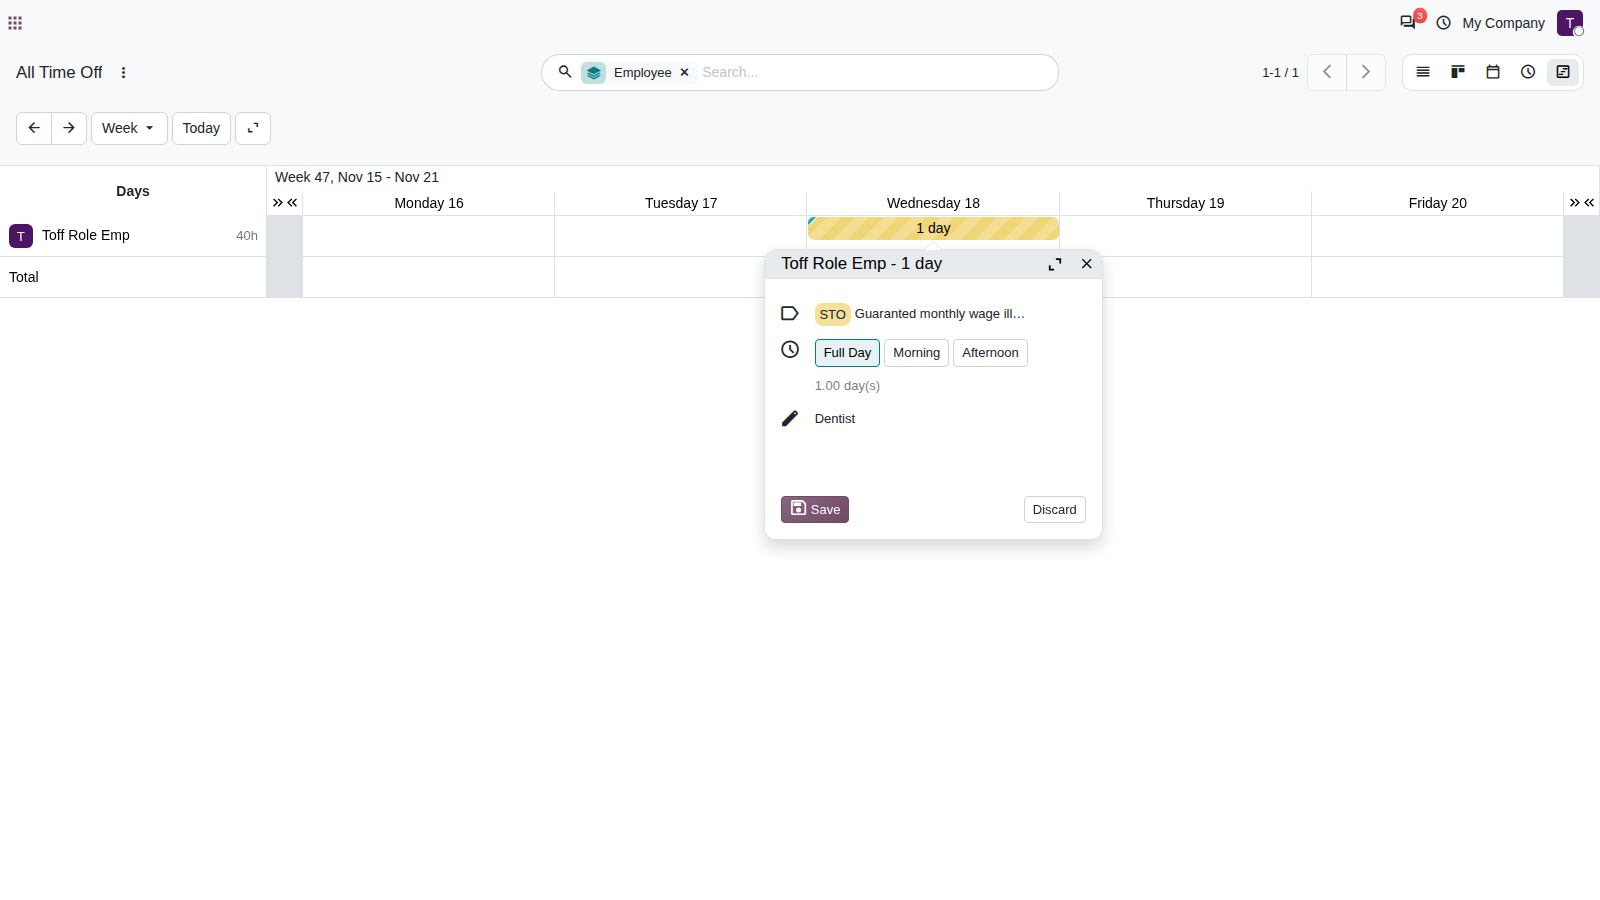 3
My Company
T
All Time Off
Employee
Search...
1-1 / 1
Week
Today
Days
Week 47, Nov 15 - Nov 21
Monday 16
Tuesday 17
Wednesday 18
Thursday 19
Friday 20
T
Toff Role Emp
40h
1 day
Total
Toff Role Emp - 1 day
STO
Guaranted monthly wage ill…
Full Day
Morning
Afternoon
1.00 day(s)
Dentist
Save
Discard